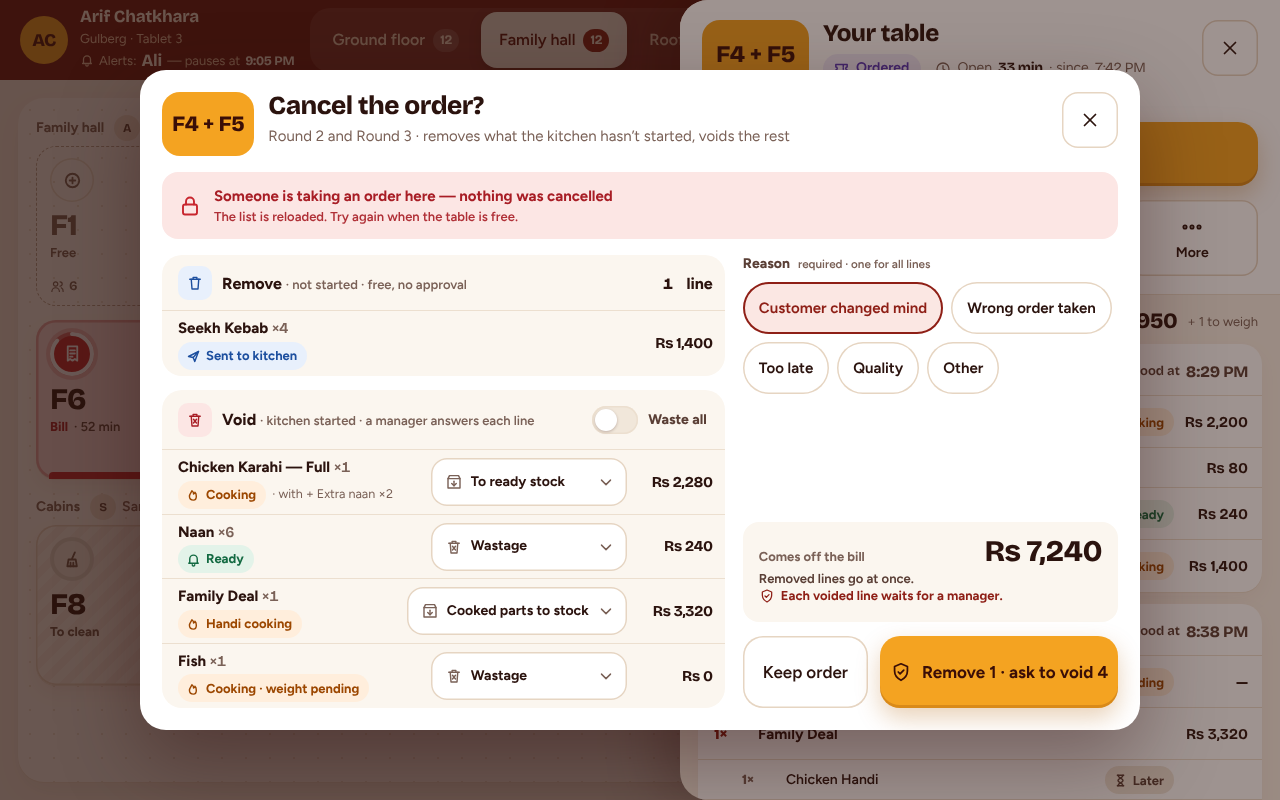 AC
Arif Chatkhara
Gulberg · Tablet 3
Alerts: Ali — pauses at 9:05 PM
Ground floor 12
Family hall 12
F4 + F5
Your table
Ordered
Open 33 min · since 7:42 PM
Family hall A
F1
Free
6
F6
Bill · 52 min
Cabins S
F8
To clean
F4 + F5
Cancel the order?
Round 2 and Round 3 · removes what the kitchen hasn't started, voids the rest
Someone is taking an order here — nothing was cancelled
The list is reloaded. Try again when the table is free.
Remove · not started · free, no approval
1 line
Seekh Kebab ×4
Sent to kitchen
Rs 1,400
Void · kitchen started · a manager answers each line
Waste all
Chicken Karahi — Full ×1
Cooking · with + Extra naan ×2
To ready stock
Rs 2,280
Naan ×6
Ready
Wastage
Rs 240
Family Deal ×1
Handi cooking
Cooked parts to stock
Rs 3,320
Fish ×1
Cooking · weight pending
Wastage
Rs 0
Reason required · one for all lines
Customer changed mind
Wrong order taken
Too late
Quality
Other
Comes off the bill
Rs 7,240
Removed lines go at once.
Each voided line waits for a manager.
Keep order
Remove 1 · ask to void 4
More
950 + 1 to weigh
8:29 PM
Rs 2,200
Rs 80
Rs 240
Rs 1,400
8:38 PM
—
1× Family Deal
Rs 3,320
1× Chicken Handi
Later